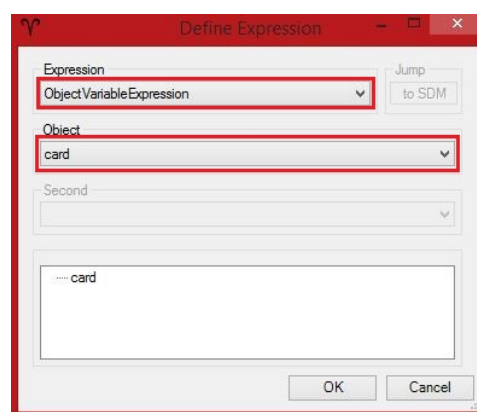 Define Expression
Expression
Jump
ObjectVariableExpression
to SDM
Object
card
Second
card
OK
Cancel